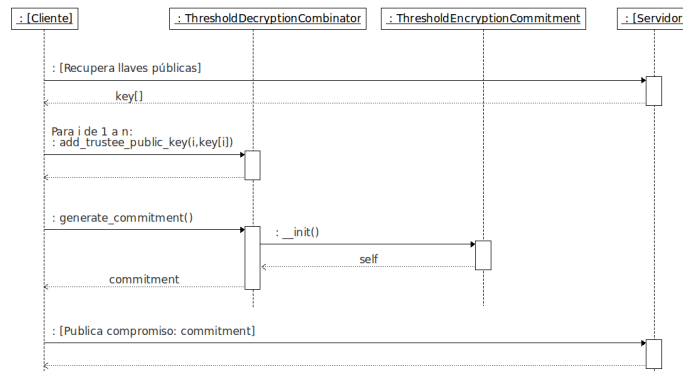 : [Cliente]
: ThresholdDecryptionCombinator
: ThresholdEncryptionCommitment
: [Servidor
: [Recupera llaves públicas]
key[]
Para i de 1 a n:
: add_trustee_public_key(i,key[i])
: generate_commitment()
: __init()
self
commitment
: [Publica compromiso: commitment]